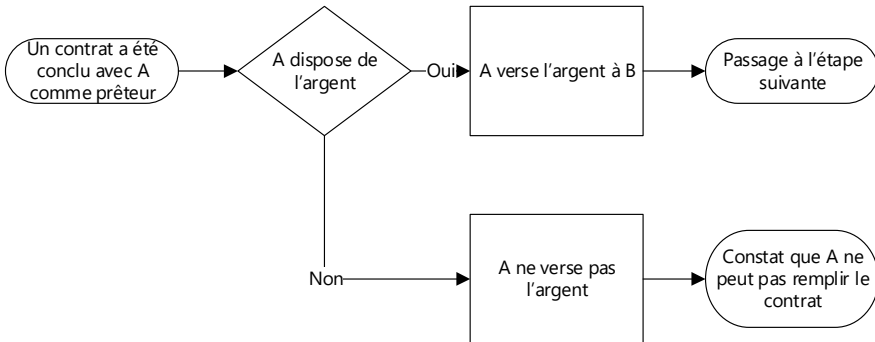 Un contrat a été
conclu avec A
comme prêteur
A dispose de
l’argent
Oui
A verse l’argent à B
Passage à l’étape
suivante
Non
A ne verse pas
l’argent
Constat que A ne
peut pas remplir le
contrat